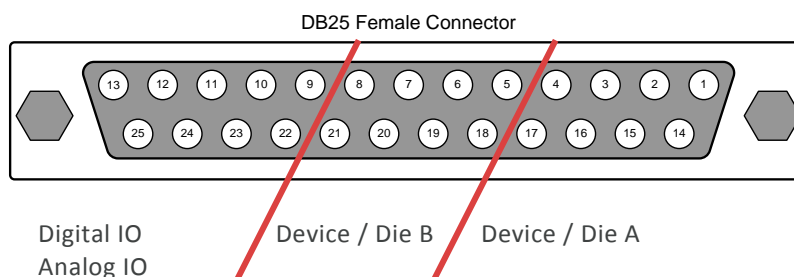 DB25 Female Connector
13 12 11 10 9 8 7 6 5 4 3 2 1
25 24 23 22 21 20 19 18 17 16 15 14
Digital IO Device / Die B Device / Die A
Analog IO